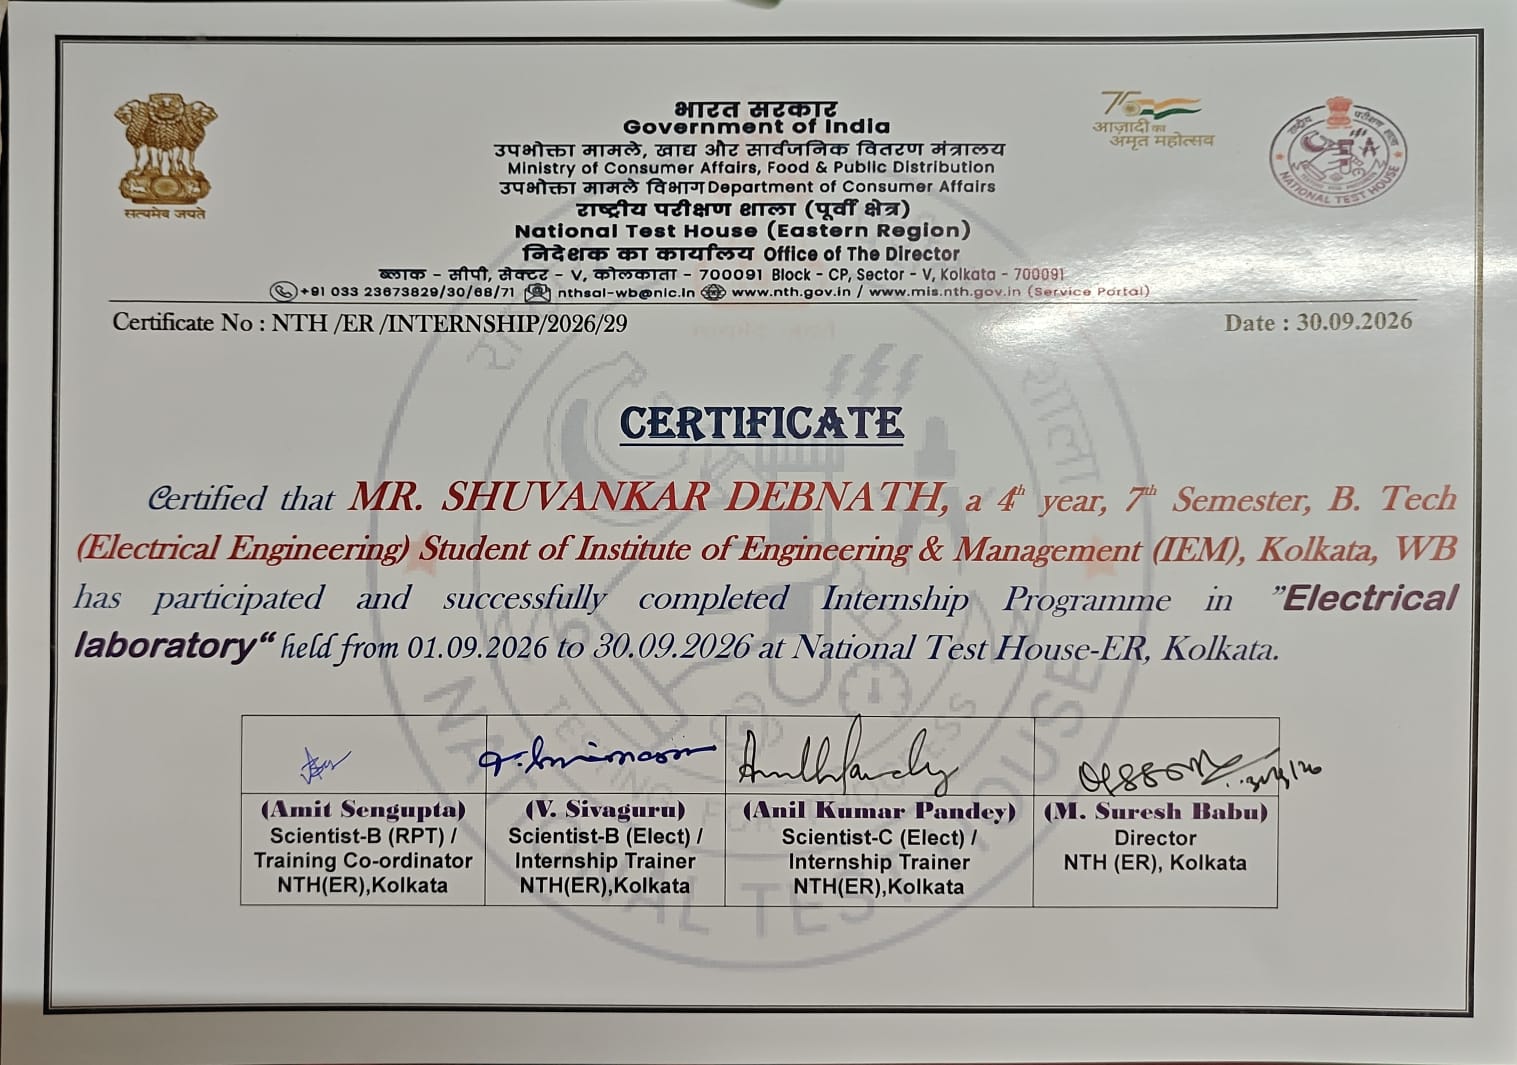 सत्यमेव जयते
भारत सरकार
Government of India
उपभोक्ता मामले, खाद्य और सार्वजनिक वितरण मंत्रालय
Ministry of Consumer Affairs, Food & Public Distribution
उपभोक्ता मामले विभाग Department of Consumer Affairs
राष्ट्रीय परीक्षण शाला (पूर्वी क्षेत्र)
National Test House (Eastern Region)
निदेशक का कार्यालय Office of The Director
ब्लाक - सीपी, सेक्टर - V, कोलकाता - 700091 Block - CP, Sector - V, Kolkata - 700091
+91 033 23673829/30/68/71 nthsal-wb@nic.in www.nth.gov.in / www.mis.nth.gov.in (Service Portal)
75
आज़ादी का
अमृत महोत्सव
राष्ट्रीय परीक्षण शाला
NATIONAL TEST HOUSE
Certificate No : NTH /ER /INTERNSHIP/2026/29
Date : 30.09.2026
CERTIFICATE
Certified that MR. SHUVANKAR DEBNATH, a 4th year, 7th Semester, B. Tech
(Electrical Engineering) Student of Institute of Engineering & Management (IEM), Kolkata, WB
has participated and successfully completed Internship Programme in ”Electrical
laboratory“ held from 01.09.2026 to 30.09.2026 at National Test House-ER, Kolkata.
(Amit Sengupta)
Scientist-B (RPT) /
Training Co-ordinator
NTH(ER),Kolkata
(V. Sivaguru)
Scientist-B (Elect) /
Internship Trainer
NTH(ER),Kolkata
(Anil Kumar Pandey)
Scientist-C (Elect) /
Internship Trainer
NTH(ER),Kolkata
(M. Suresh Babu)
Director
NTH (ER), Kolkata
NATIONAL TEST HOUSE